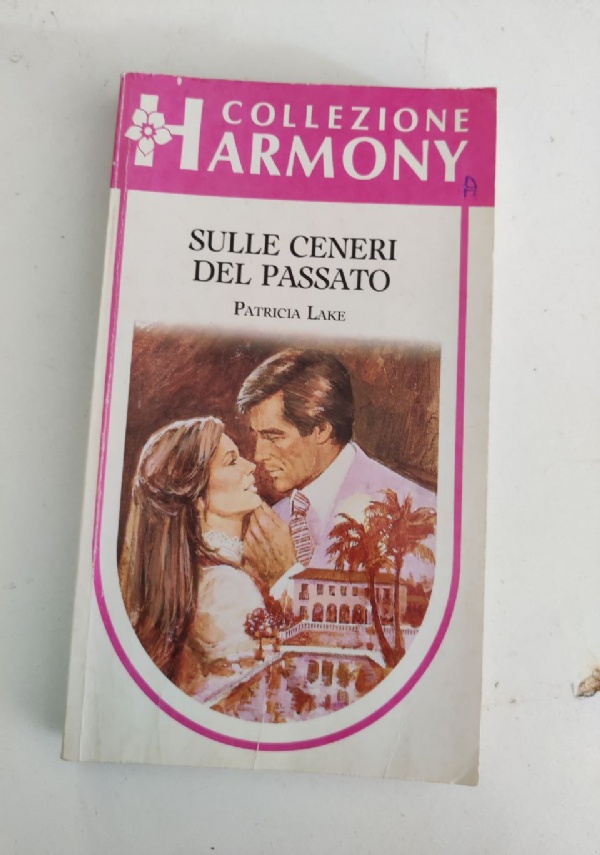 COLLEZIONE
HARMONY
SULLE CENERI
DEL PASSATO
PATRICIA LAKE